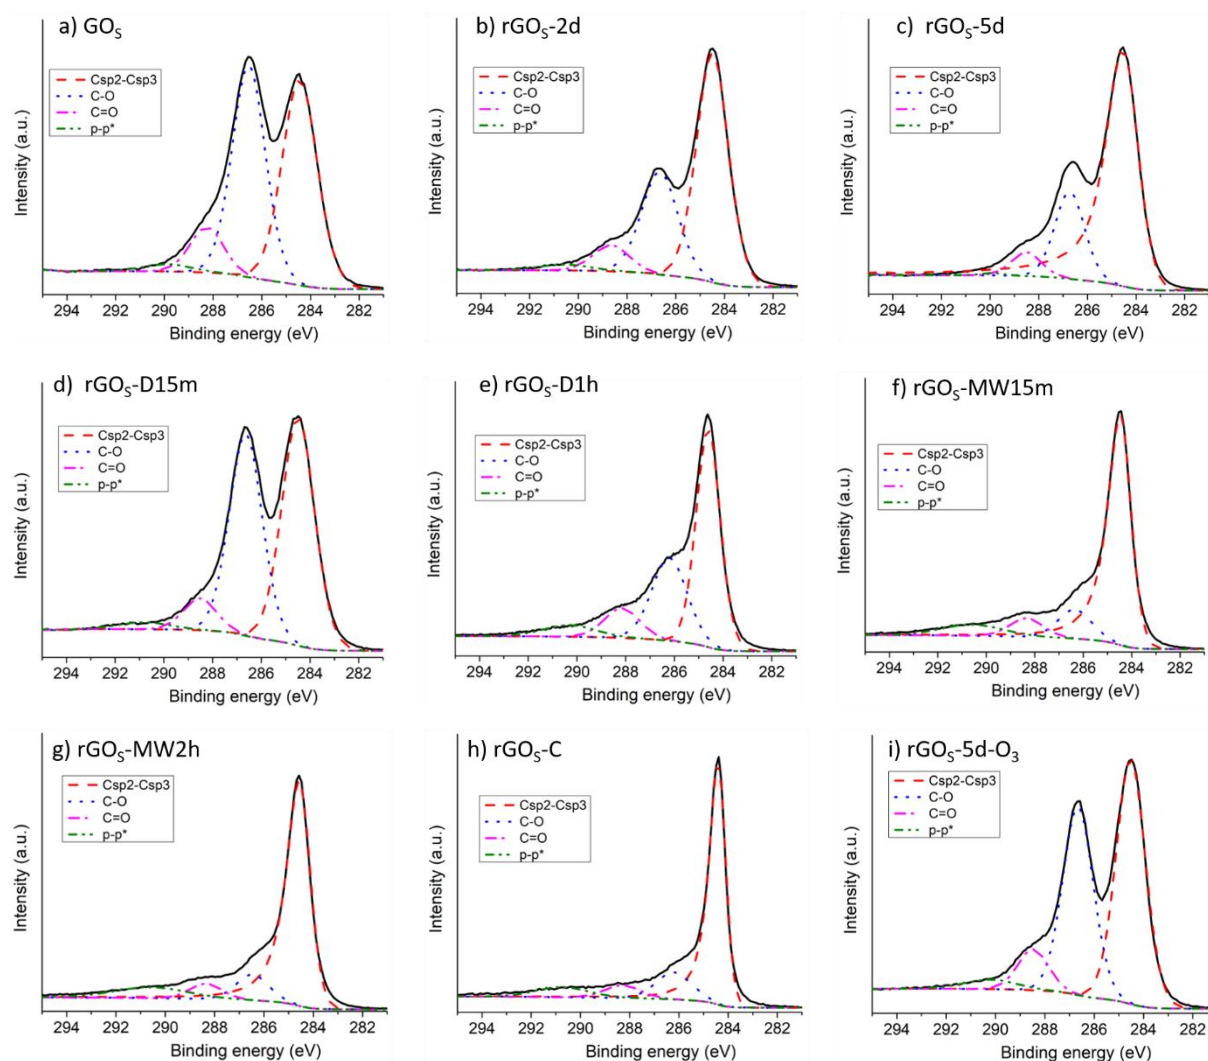 a) GOS
Intensity (a.u.)
Csp2-Csp3
C-O
C=O
p-p*
294 292 290 288 286 284 282
Binding energy (eV)
b) rGOS-2d
Intensity (a.u.)
Csp2-Csp3
C-O
C=O
p-p*
294 292 290 288 286 284 282
Binding energy (eV)
c) rGOS-5d
Intensity (a.u.)
Csp2-Csp3
C-O
C=O
p-p*
294 292 290 288 286 284 282
Binding energy (eV)
d) rGOS-D15m
Intensity (a.u.)
Csp2-Csp3
C-O
C=O
p-p*
294 292 290 288 286 284 282
Binding energy (eV)
e) rGOS-D1h
Intensity (a.u.)
Csp2-Csp3
C-O
C=O
p-p*
294 292 290 288 286 284 282
Binding energy (eV)
f) rGOS-MW15m
Intensity (a.u.)
Csp2-Csp3
C-O
C=O
p-p*
294 292 290 288 286 284 282
Binding energy (eV)
g) rGOS-MW2h
Intensity (a.u.)
Csp2-Csp3
C-O
C=O
p-p*
294 292 290 288 286 284 282
Binding energy (eV)
h) rGOS-C
Intensity (a.u.)
Csp2-Csp3
C-O
C=O
p-p*
294 292 290 288 286 284 282
Binding energy (eV)
i) rGOS-5d-O3
Intensity (a.u.)
Csp2-Csp3
C-O
C=O
p-p*
294 292 290 288 286 284 282
Binding energy (eV)